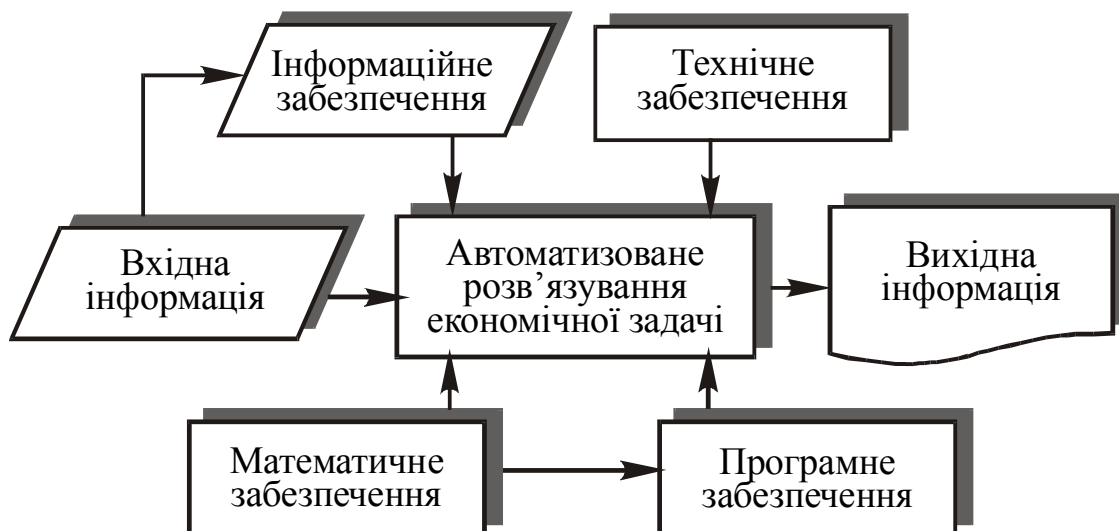 Інформаційне
забезпечення
Технічне
забезпечення
Вхідна
інформація
Автоматизоване
розв’язування
економічної задачі
Вихідна
інформація
Математичне
забезпечення
Програмне
забезпечення